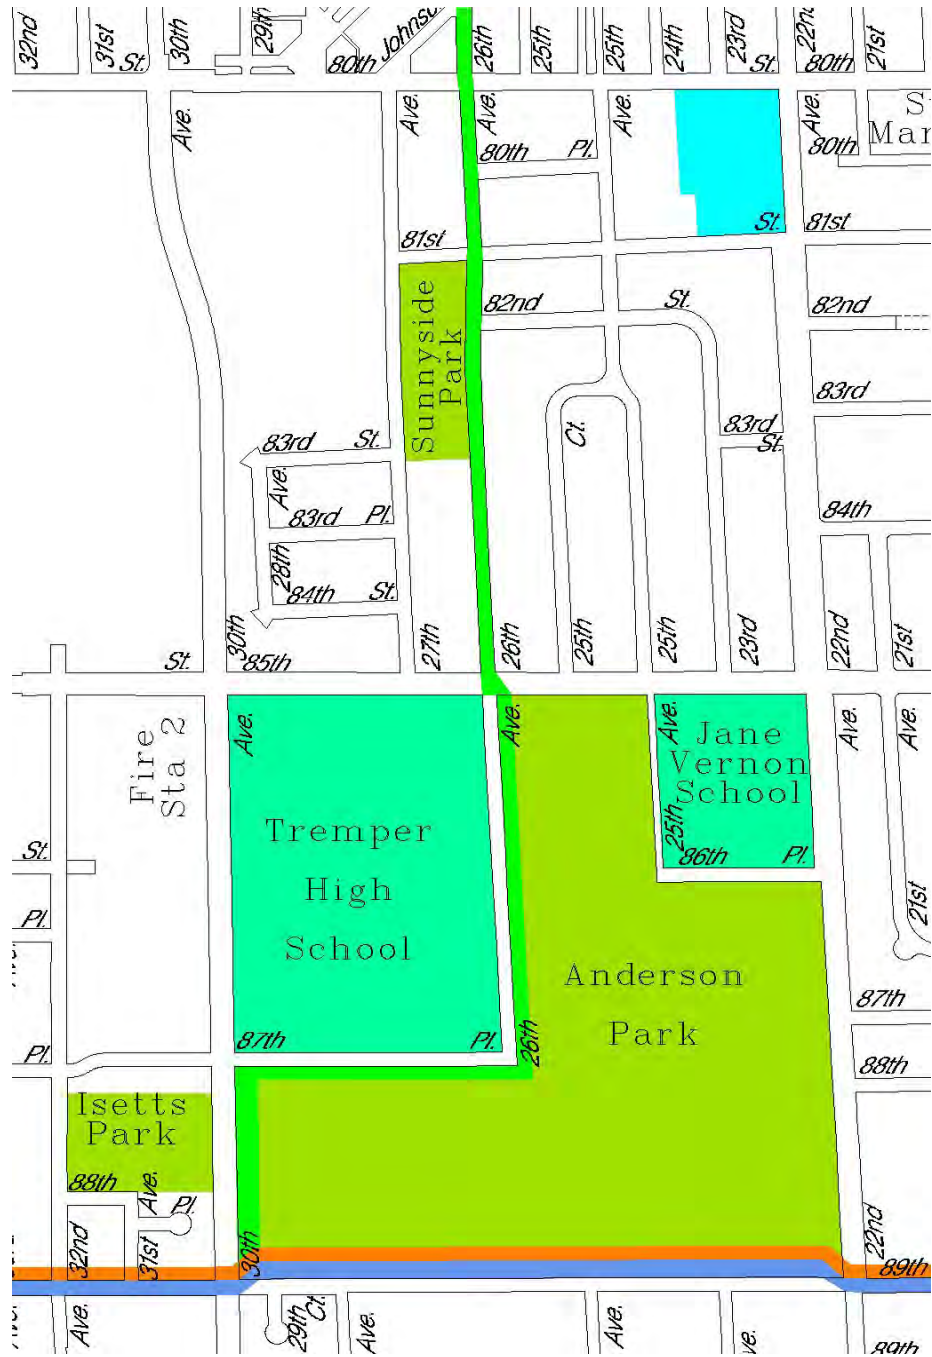 32nd
31st
St.
30th
29th
80th
Johnso
26th
25th
25th
24th
23rd
St.
22nd
80th
21st
Ave.
Ave.
Ave.
Ave.
Ave.
S
Mar
80th
Pl.
80th
81st
St.
81st
Sunnyside
Park
82nd
St.
82nd
83rd
83rd
St.
Ct.
83rd
St.
Ave.
83rd
Pl.
84th
28th
84th
St.
30th
85th
St.
27th
26th
25th
25th
23rd
22nd
21st
Ave.
Ave.
Ave.
Ave.
Ave.
Fire
Sta 2
Jane
Vernon
School
Tremper
High
School
25th
86th
Pl.
St.
Pl.
21st
Anderson
Park
87th
87th
Pl.
26th
Pl.
88th
Isetts
Park
88th
Ave.
Pl.
32nd
31st
30th
22nd
89th
Ave.
Ave.
29th
Ct.
Ave.
Ave.
Ave.
89th